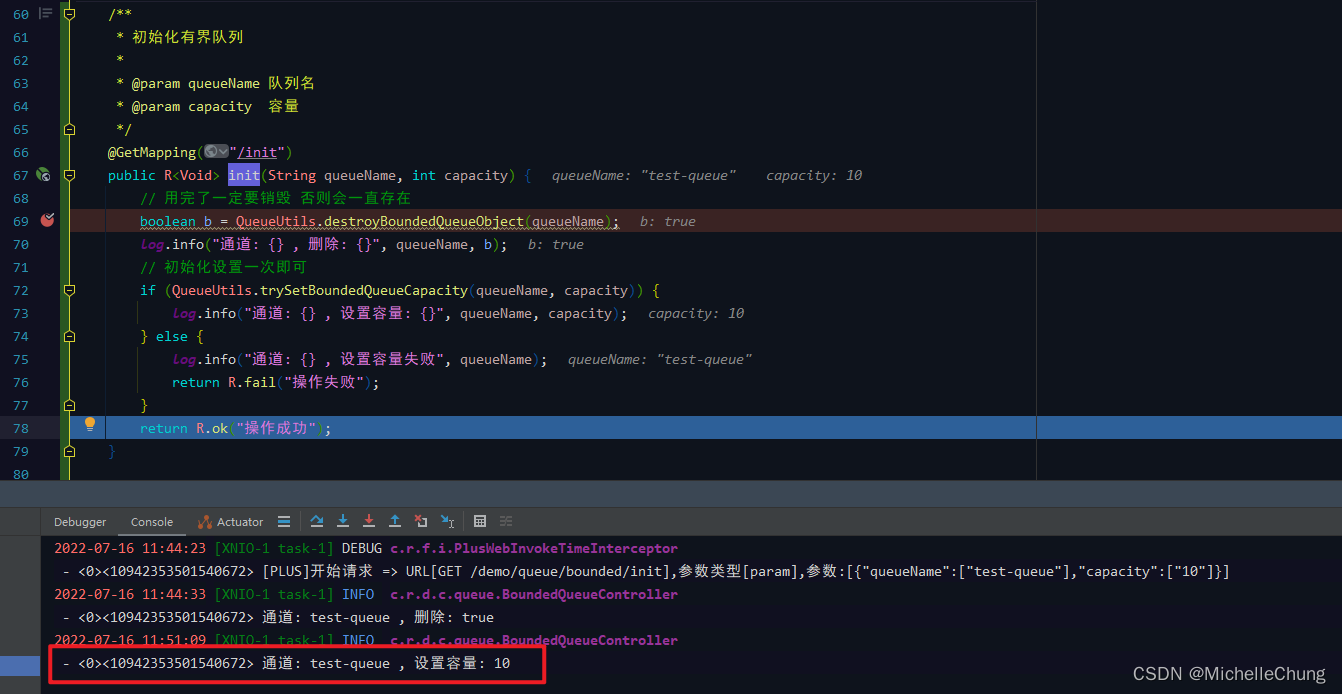 60 /**
61 * 初始化有界队列
62 *
63 * @param queueName 队列名
64 * @param capacity 容量
65 */
66 @GetMapping("/init")
67 public R<Void> init(String queueName, int capacity) { queueName: "test-queue" capacity: 10
68 // 用完了一定要销毁 否则会一直存在
69 boolean b = QueueUtils.destroyBoundedQueueObject(queueName); b: true
70 log.info("通道: {} , 删除: {}", queueName, b); b: true
71 // 初始化设置一次即可
72 if (QueueUtils.trySetBoundedQueueCapacity(queueName, capacity)) {
73 log.info("通道: {} , 设置容量: {}", queueName, capacity); capacity: 10
74 } else {
75 log.info("通道: {} , 设置容量失败", queueName); queueName: "test-queue"
76 return R.fail("操作失败");
77 }
78 return R.ok("操作成功");
79 }
80
Debugger Console Actuator
2022-07-16 11:44:23 [XNIO-1 task-1] DEBUG c.r.f.i.PlusWebInvokeTimeInterceptor
- <0><10942353501540672> [PLUS]开始请求 => URL[GET /demo/queue/bounded/init],参数类型[param],参数:[{"queueName":["test-queue"],"capacity":["10"]}]
2022-07-16 11:44:33 [XNIO-1 task-1] INFO c.r.d.c.queue.BoundedQueueController
- <0><10942353501540672> 通道: test-queue , 删除: true
2022-07-16 11:51:09 [XNIO-1 task-1] INFO c.r.d.c.queue.BoundedQueueController
- <0><10942353501540672> 通道: test-queue , 设置容量: 10
CSDN @MichelleChung